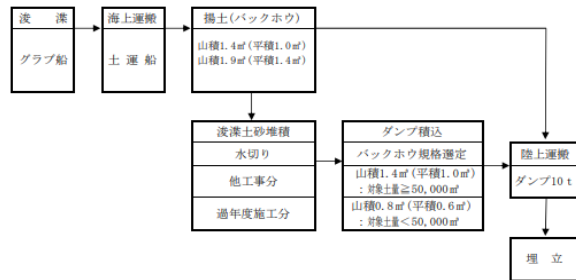 浚　渫
グラブ船
海上運搬
土 運 船
揚土(バックホウ)
山積1.4㎥(平積1.0㎥)
山積1.9㎥(平積1.4㎥)
浚渫土砂堆積
水切り
他工事分
過年度施工分
ダンプ積込
バックホウ規格選定
山積1.4㎥(平積1.0㎥)
：対象土量≧50,000㎥
山積0.8㎥(平積0.6㎥)
：対象土量＜50,000㎥
陸上運搬
ダンプ10ｔ
埋　立